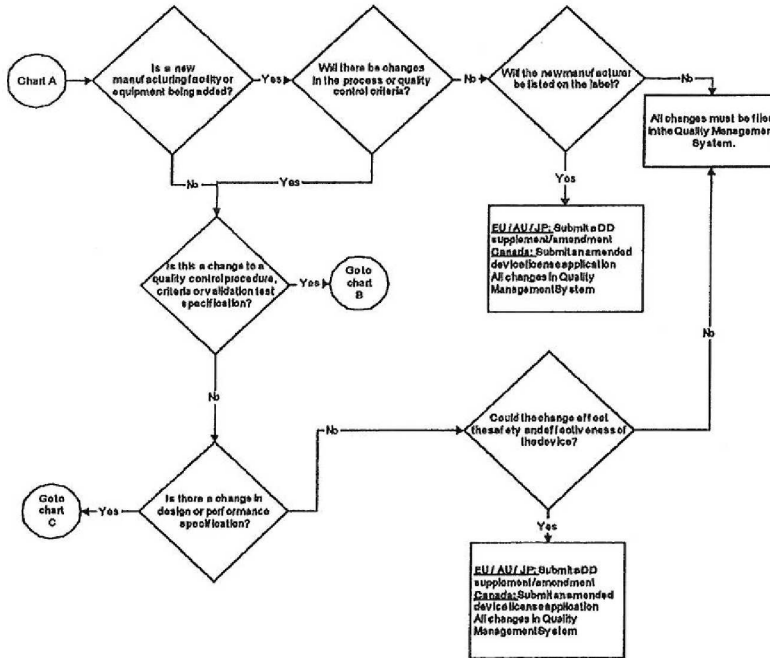 Chart A
Is a new
manufacturing facility or
equipment being added?
Yes
Will there be changes
in the process or quality
control criteria?
No
Will the new manufacturer
be listed on the label?
No
All changes must be filed
in the Quality Management
System.
No
Yes
Yes
EU / AU / JP: Submit a DD
supplement/amendment
Canada: Submit an amended
device license application
All changes in Quality
Management System
Is this a change to a
quality control procedure,
criteria or validation test
specification?
Yes
Go to
chart
B
No
No
Could the change effect
the safety and effectiveness of
the device?
No
Is there a change in
design or performance
specification?
Yes
Go to
chart
C
Yes
EU / AU / JP: Submit a DD
supplement/amendment
Canada: Submit an amended
device license application
All changes in Quality
Management System